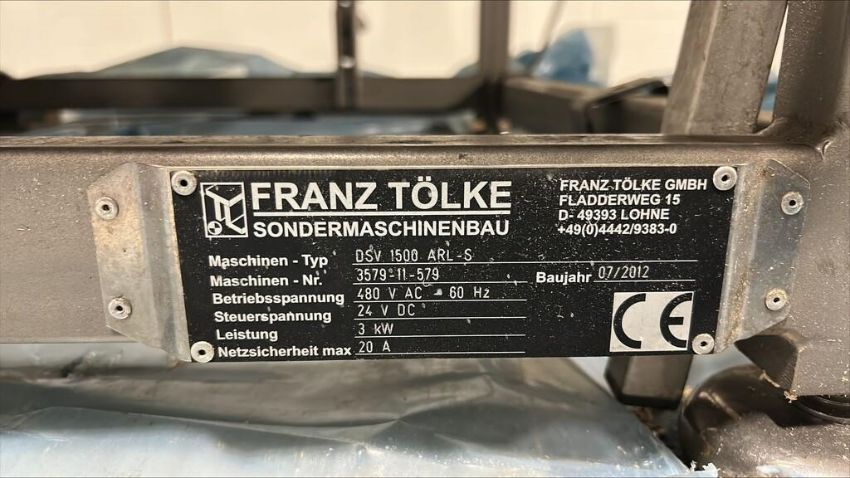 FRANZ TÖLKE
SONDERMASCHINENBAU
FRANZ TÖLKE GMBH
FLADDERWEG 15
D- 49393 LOHNE
+49(0)4442/9383-0
Maschinen - Typ DSV 1500 ARL-S
Maschinen - Nr. 3579-11-579 Baujahr 07/2012
Betriebsspannung 480 V AC - 60 Hz
Steuerspannung 24 V DC
Leistung 3 kW
Netzsicherheit max 20 A
CE